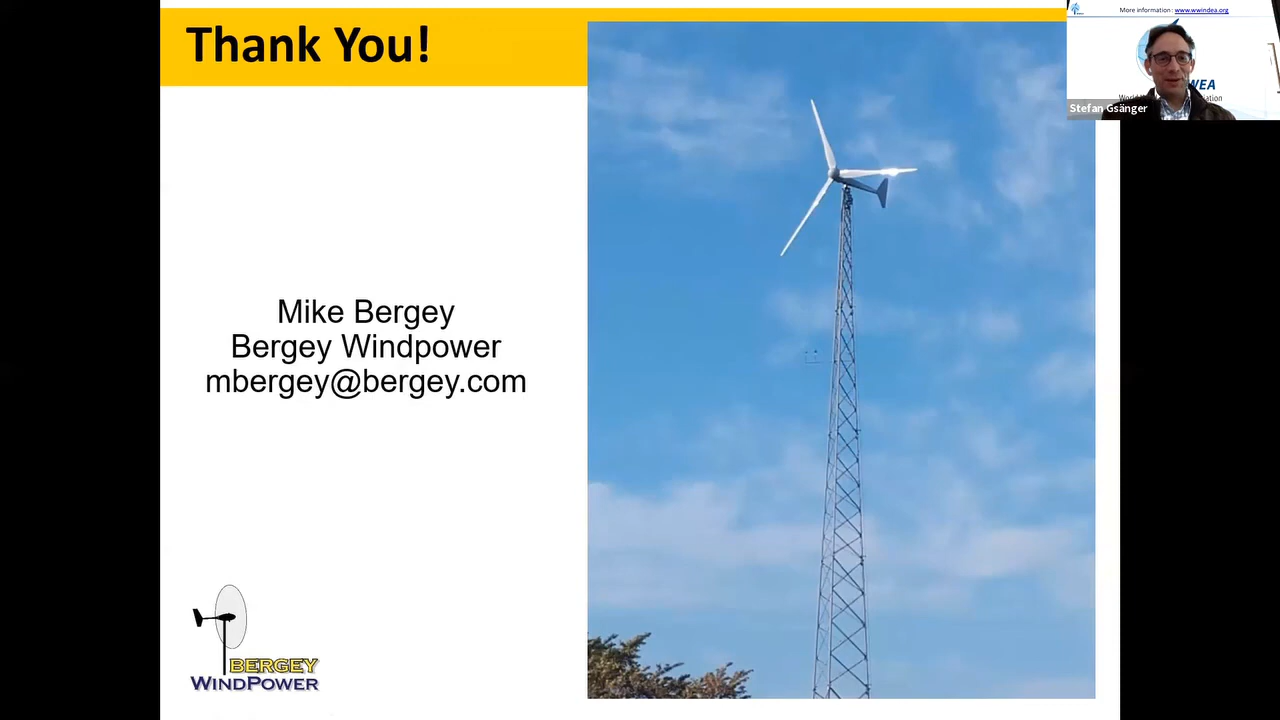 Thank You!
More information: www.wwindea.org
WEA
Stefan Gsänger
Mike Bergey
Bergey Windpower
mbergey@bergey.com
BERGEY
WINDPOWER